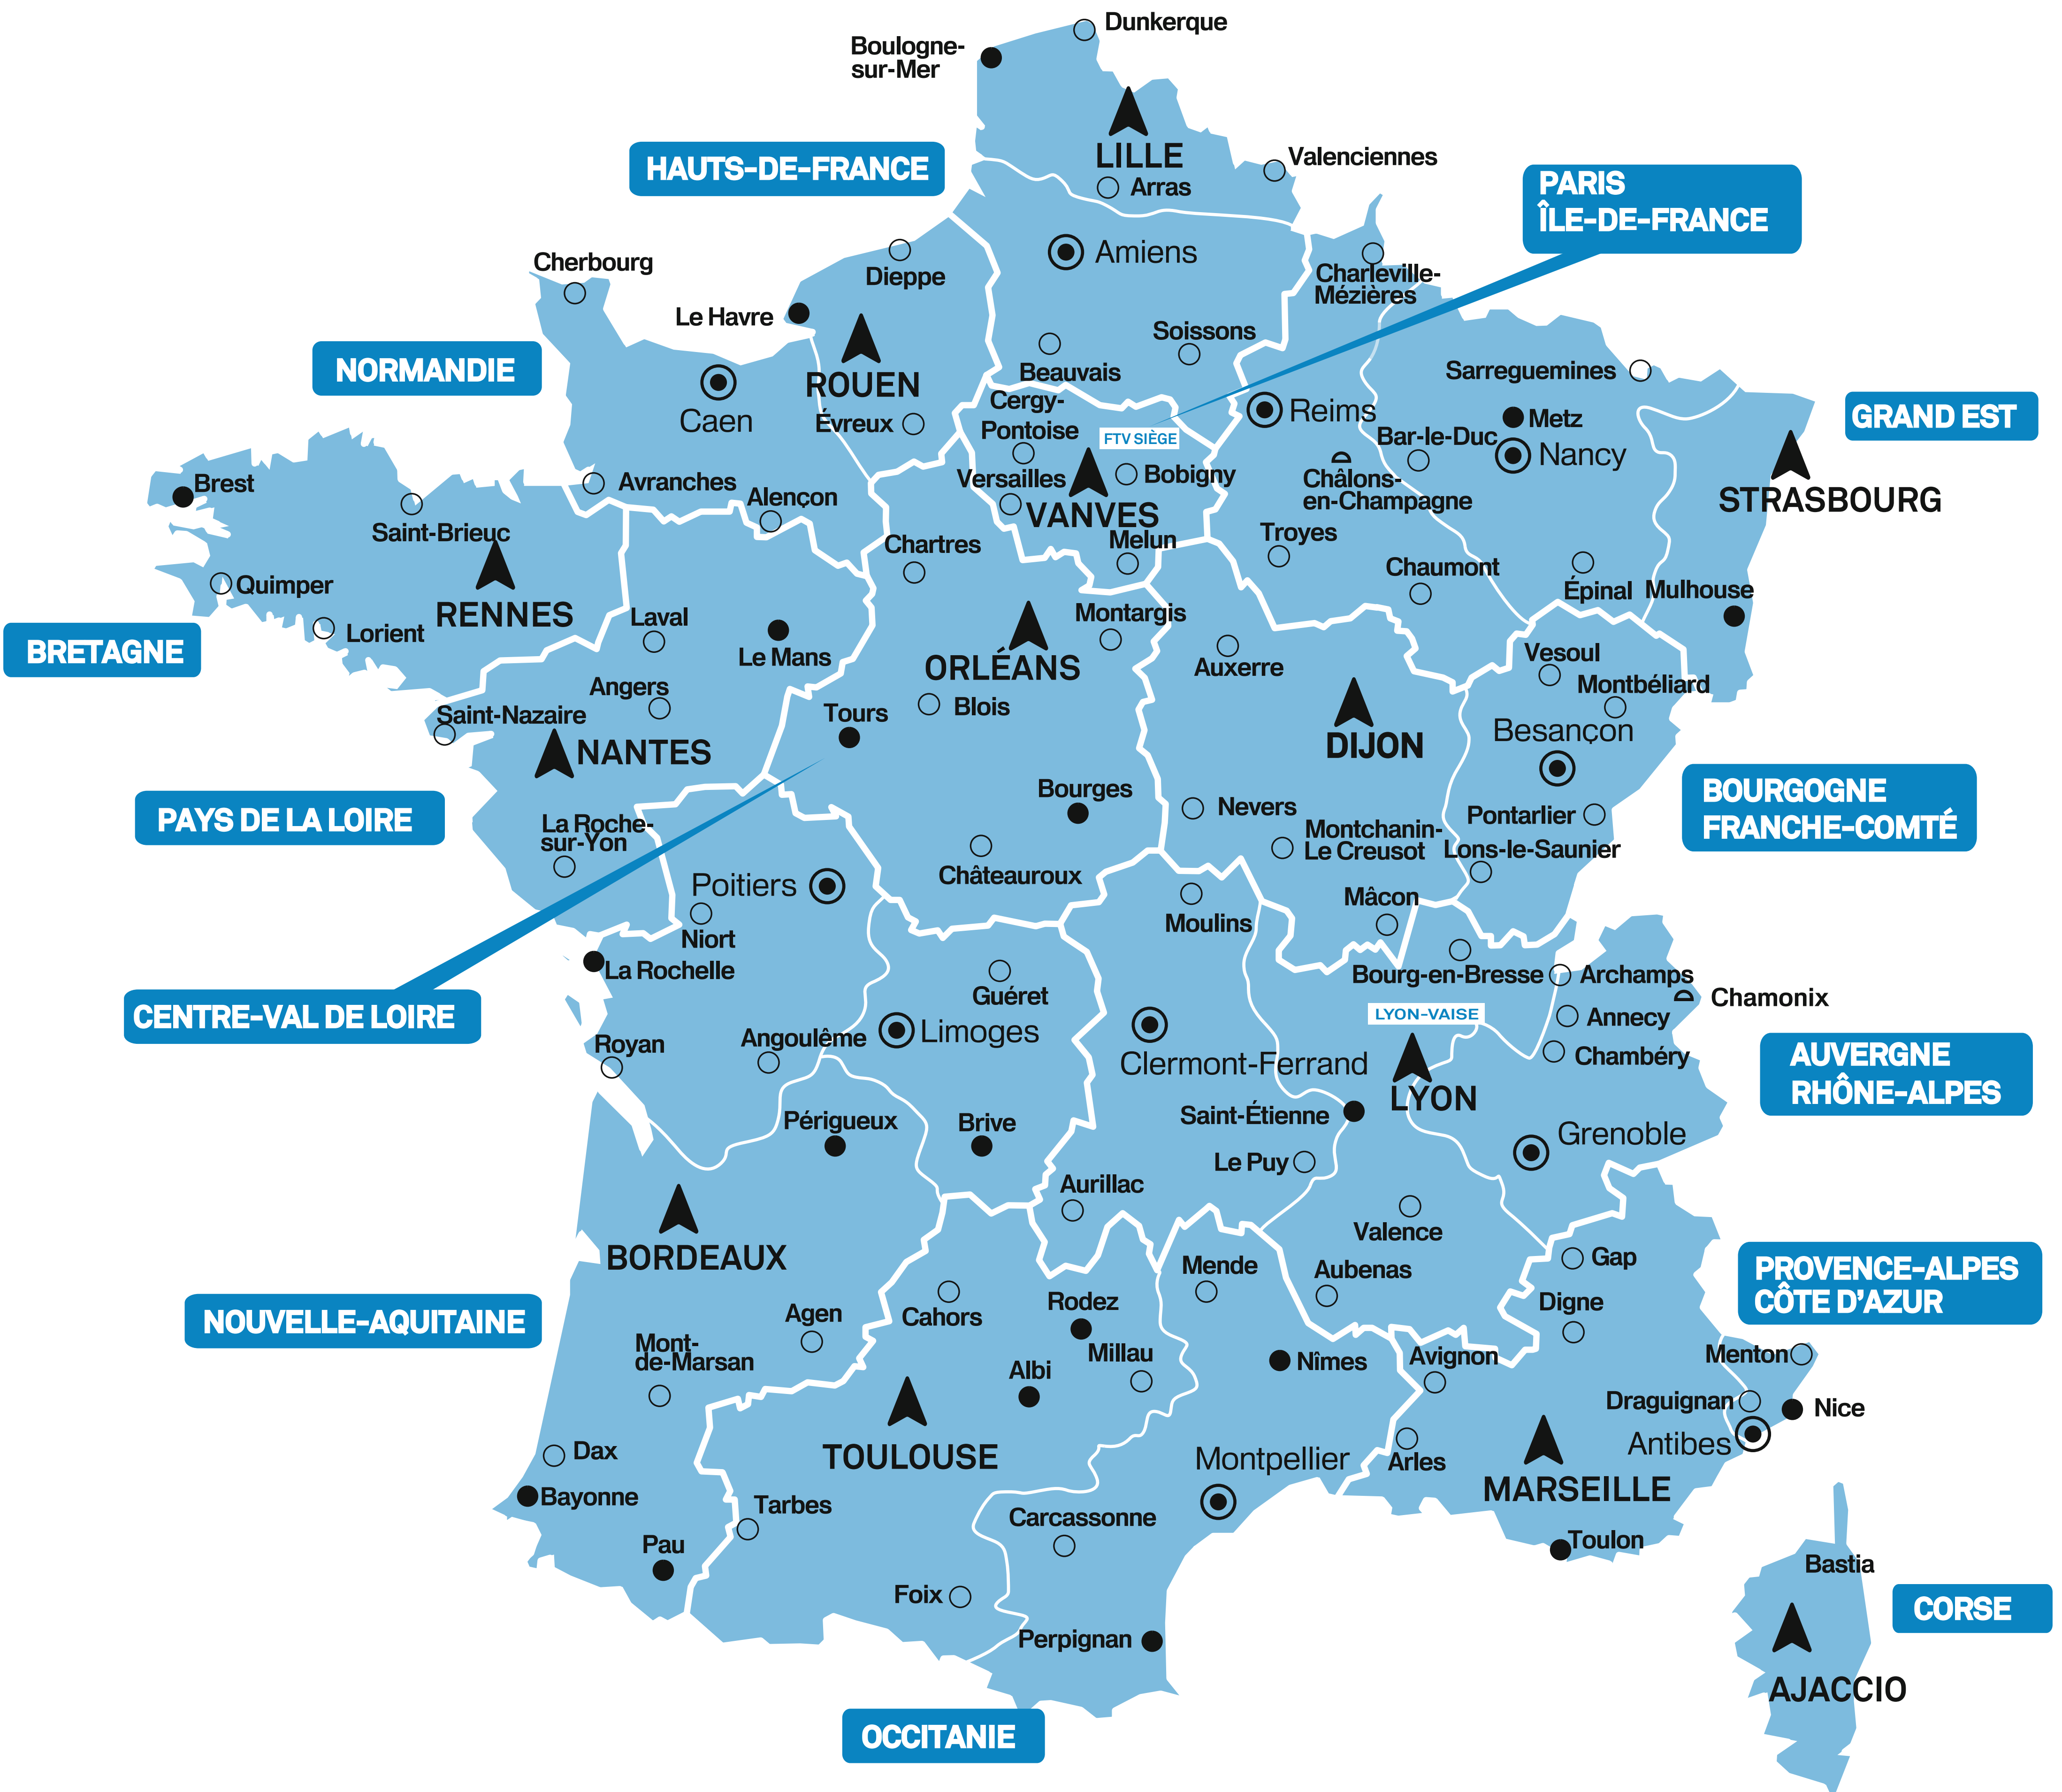 Dunkerque
Boulogne-
sur-Mer
LILLE
Valenciennes
HAUTS-DE-FRANCE
Arras
PARIS
ÎLE-DE-FRANCE
Amiens
Cherbourg
Dieppe
Charleville-
Mézières
Le Havre
Soissons
NORMANDIE
ROUEN
Beauvais
Sarreguemines
Cergy-
Pontoise
Caen
Évreux
Reims
Metz
GRAND EST
FTV SIÈGE
Bar-le-Duc
Nancy
Versailles
Bobigny
Châlons-
en-Champagne
Brest
Avranches
Alençon
STRASBOURG
VANVES
Saint-Brieuc
Chartres
Melun
Troyes
Chaumont
Quimper
Épinal
Mulhouse
RENNES
Lorient
Laval
Montargis
BRETAGNE
Le Mans
ORLÉANS
Auxerre
Vesoul
Montbéliard
Angers
Saint-Nazaire
Tours
Blois
Besançon
DIJON
NANTES
Bourges
BOURGOGNE
FRANCHE-COMTÉ
PAYS DE LA LOIRE
Nevers
Pontarlier
La Roche-
sur-Yon
Montchanin-
Le Creusot
Lons-le-Saunier
Châteauroux
Poitiers
Mâcon
Moulins
Niort
La Rochelle
Bourg-en-Bresse
Archamps
Guéret
Chamonix
CENTRE-VAL DE LOIRE
LYON-VAISE
Annecy
Royan
Angoulême
Limoges
Clermont-Ferrand
Chambéry
AUVERGNE
RHÔNE-ALPES
LYON
Saint-Étienne
Périgueux
Brive
Grenoble
Le Puy
Aurillac
Valence
BORDEAUX
Mende
Aubenas
Gap
PROVENCE-ALPES
CÔTE D'AZUR
NOUVELLE-AQUITAINE
Agen
Cahors
Rodez
Digne
Mont-
de-Marsan
Millau
Nîmes
Avignon
Menton
Albi
Draguignan
Nice
Dax
TOULOUSE
Montpellier
Arles
Antibes
Bayonne
MARSEILLE
Tarbes
Carcassonne
Pau
Toulon
Bastia
Foix
CORSE
Perpignan
AJACCIO
OCCITANIE